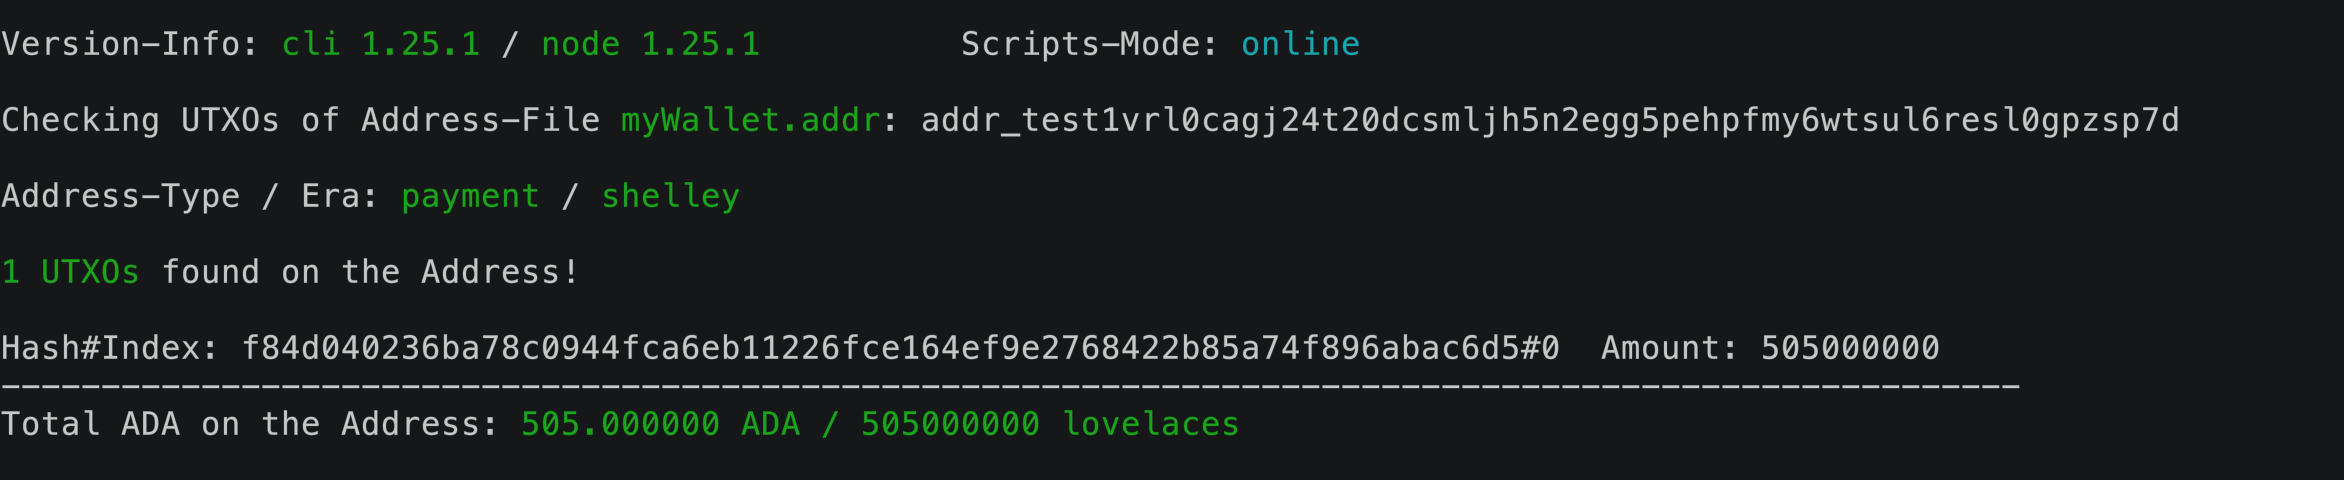 Version-Info: cli 1.25.1 / node 1.25.1 Scripts-Mode: online
Checking UTXOs of Address-File myWallet.addr: addr_test1vrl0cagj24t20dcsmljh5n2egg5pehpfmy6wtsul6resl0gpzsp7d
Address-Type / Era: payment / shelley
1 UTXOs found on the Address!
Hash#Index: f84d040236ba78c0944fca6eb11226fce164ef9e2768422b85a74f896abac6d5#0 Amount: 505000000
-----------------------------------------------------------------------------------------------------
Total ADA on the Address: 505.000000 ADA / 505000000 lovelaces